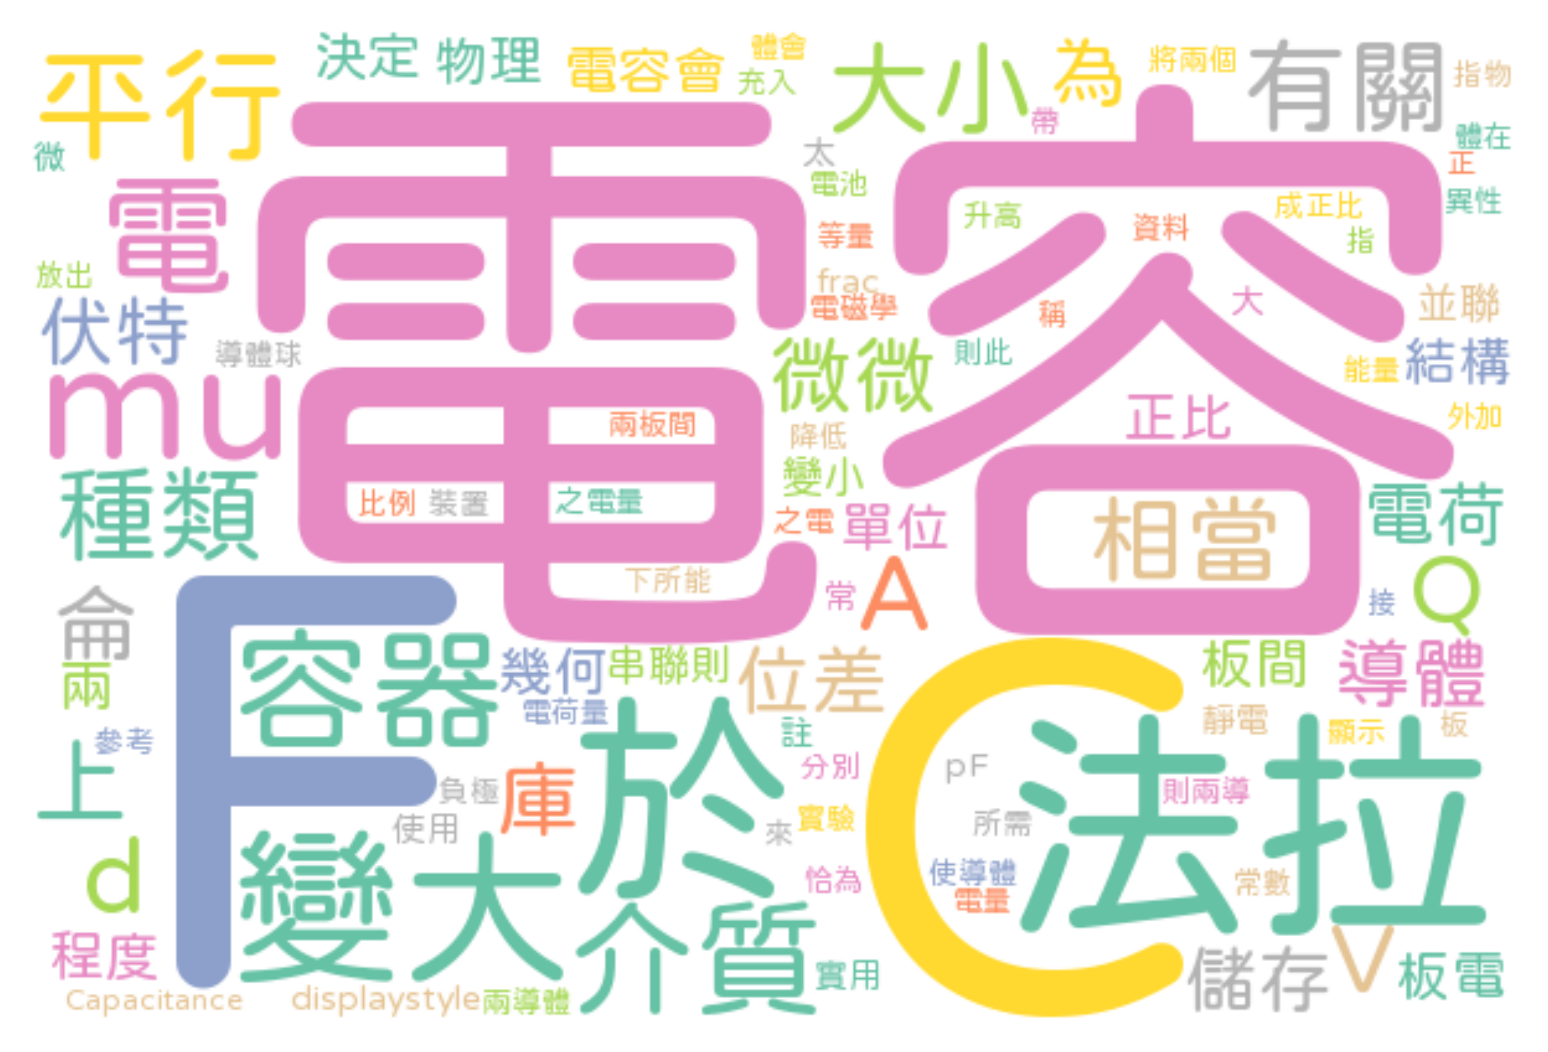 平行
決定
物理
電容會
體會
充入
大小
為
將兩個
有關
指物
微
電
電容
帶
太
電池
體在
正
異性
升高
資料
成正比
指
等量
放出
frac
電磁學
稱
大
並聯
伏特
導體球
微微
則此
能量
結構
mu
兩板間
降低
正比
外加
種類
比例
裝置
之電量
變小
之電
單位
相當
電荷
下所能
常
A
接
Q
侖
兩
F
容器
幾何
串聯則
位差
C
板間
導體
電荷量
註
靜電
顯示
板
上
參考
負極
庫
於
分別
pF
法拉
則兩導
使用
來
實驗
所需
d
變大
恰為
使導體
電量
常數
程度
介質
實用
儲存
V
板電
Capacitance
displaystyle
兩導體